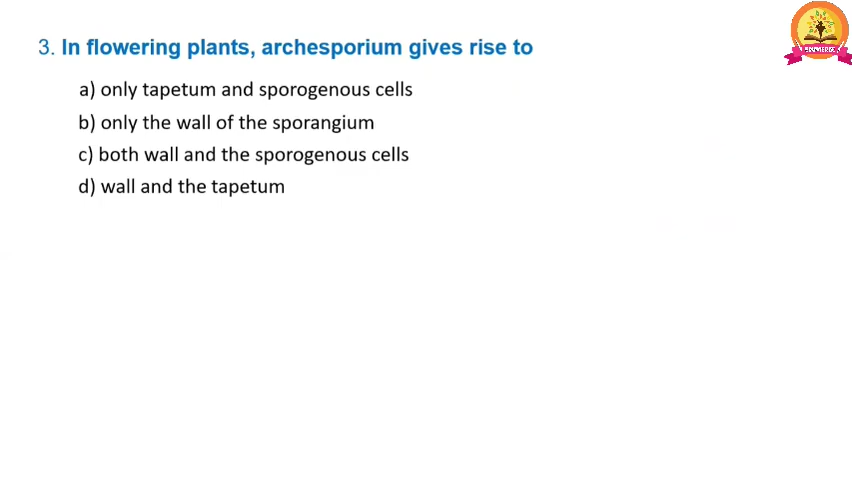 3. In flowering plants, archesporium gives rise to
a) only tapetum and sporogenous cells
b) only the wall of the sporangium
c) both wall and the sporogenous cells
d) wall and the tapetum